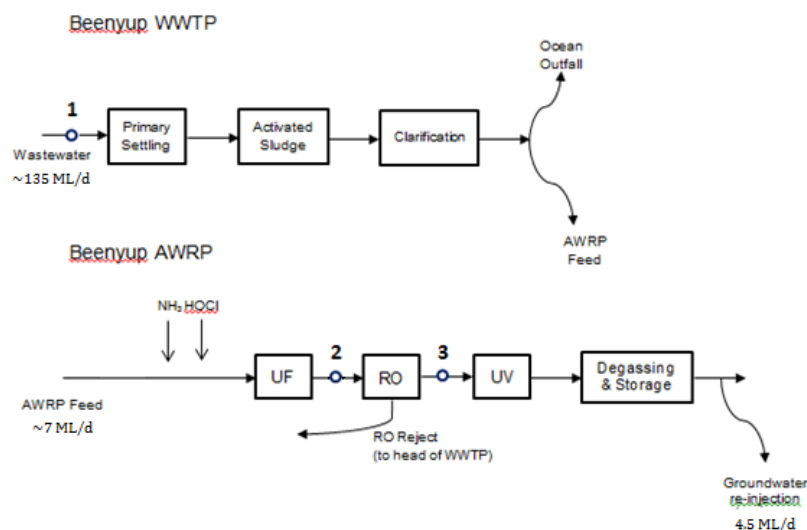 Beenyup WWTP
Ocean
Outfall
1
Primary
Settling
Activated
Sludge
Clarification
Wastewater
~135 ML/d
AWRP
Feed
Beenyup AWRP
NH₃ HOCl
2
3
UF
RO
UV
Degassing
& Storage
AWRP Feed
~7 ML/d
RO Reject
(to head of WWTP)
Groundwater
re-injection
4.5 ML/d